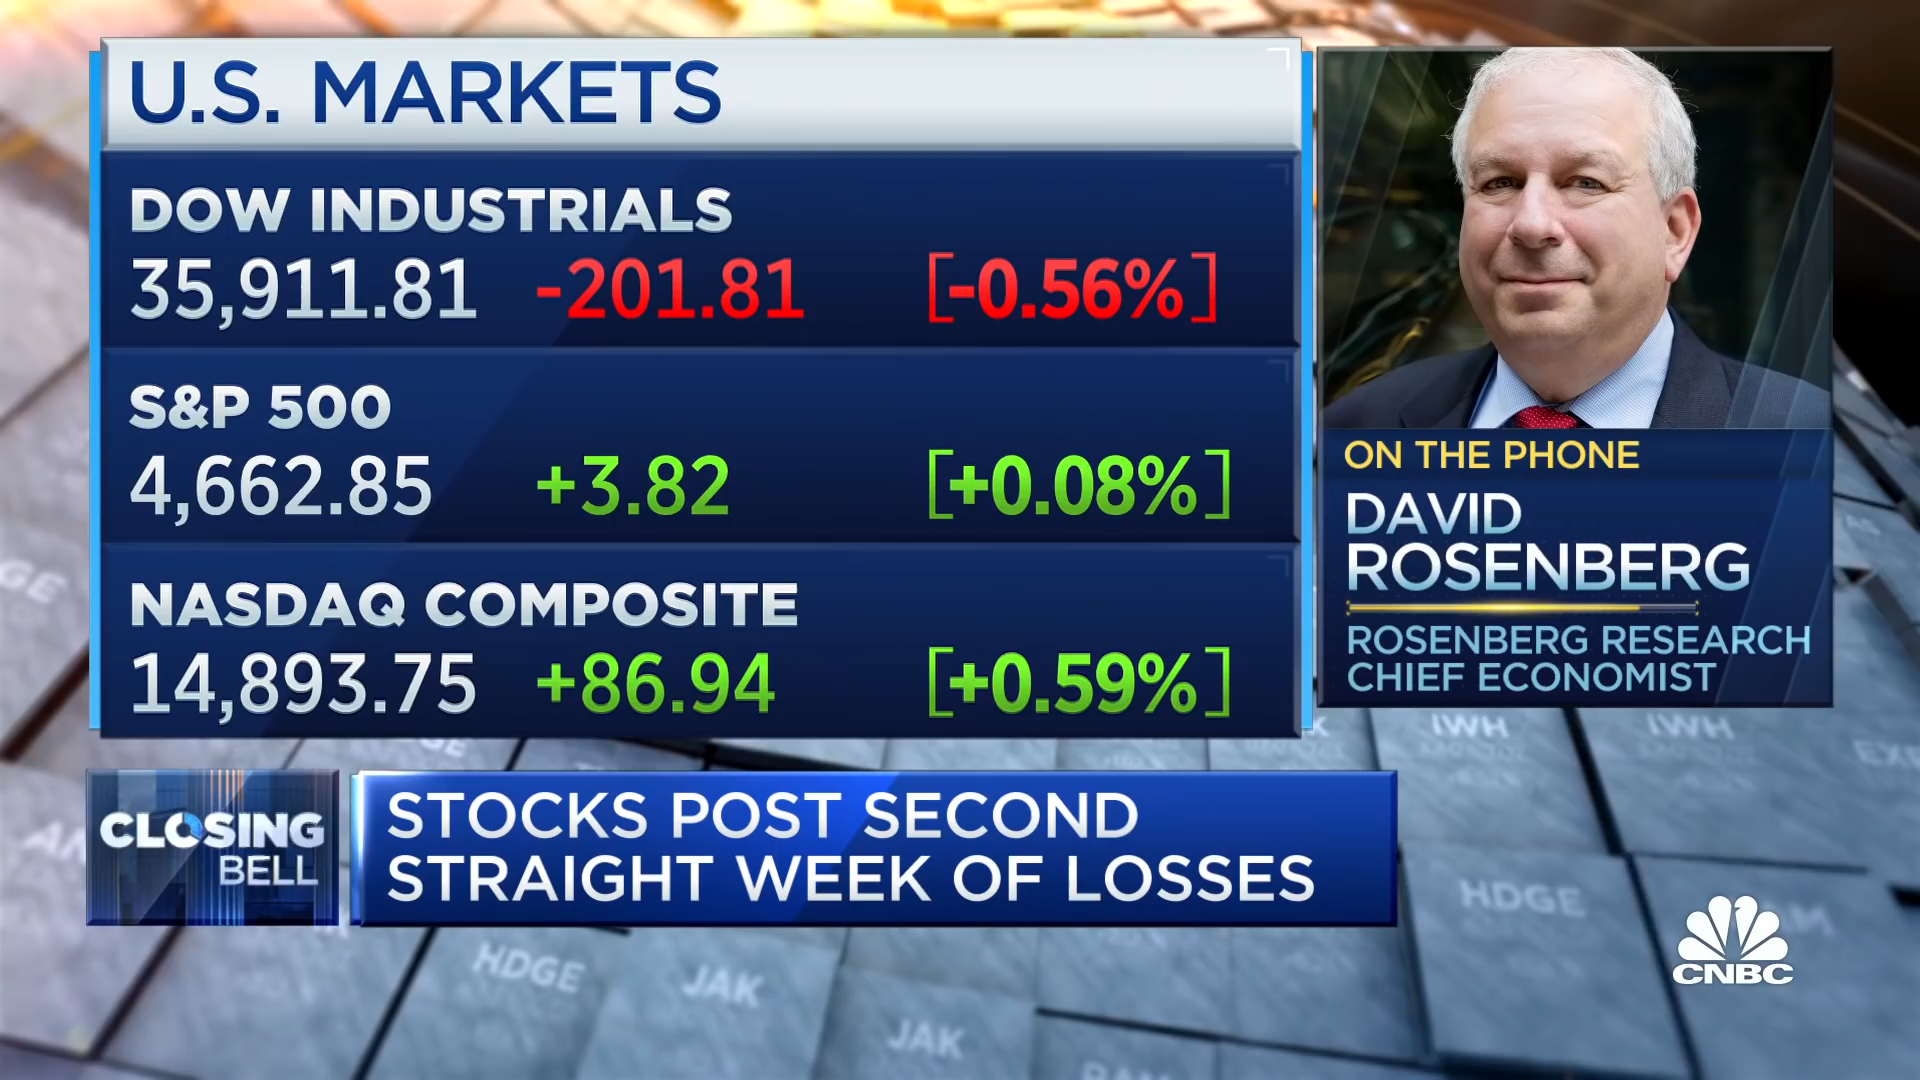 U.S. MARKETS
DOW INDUSTRIALS
35,911.81 -201.81 [-0.56%]
S&P 500
4,662.85 +3.82 [+0.08%]
NASDAQ COMPOSITE
14,893.75 +86.94 [+0.59%]
ON THE PHONE
DAVID
ROSENBERG
ROSENBERG RESEARCH
CHIEF ECONOMIST
CLOSING
BELL
STOCKS POST SECOND
STRAIGHT WEEK OF LOSSES
IWH
IWH
HDGE
HDGE
JAK
JAK
CNBC